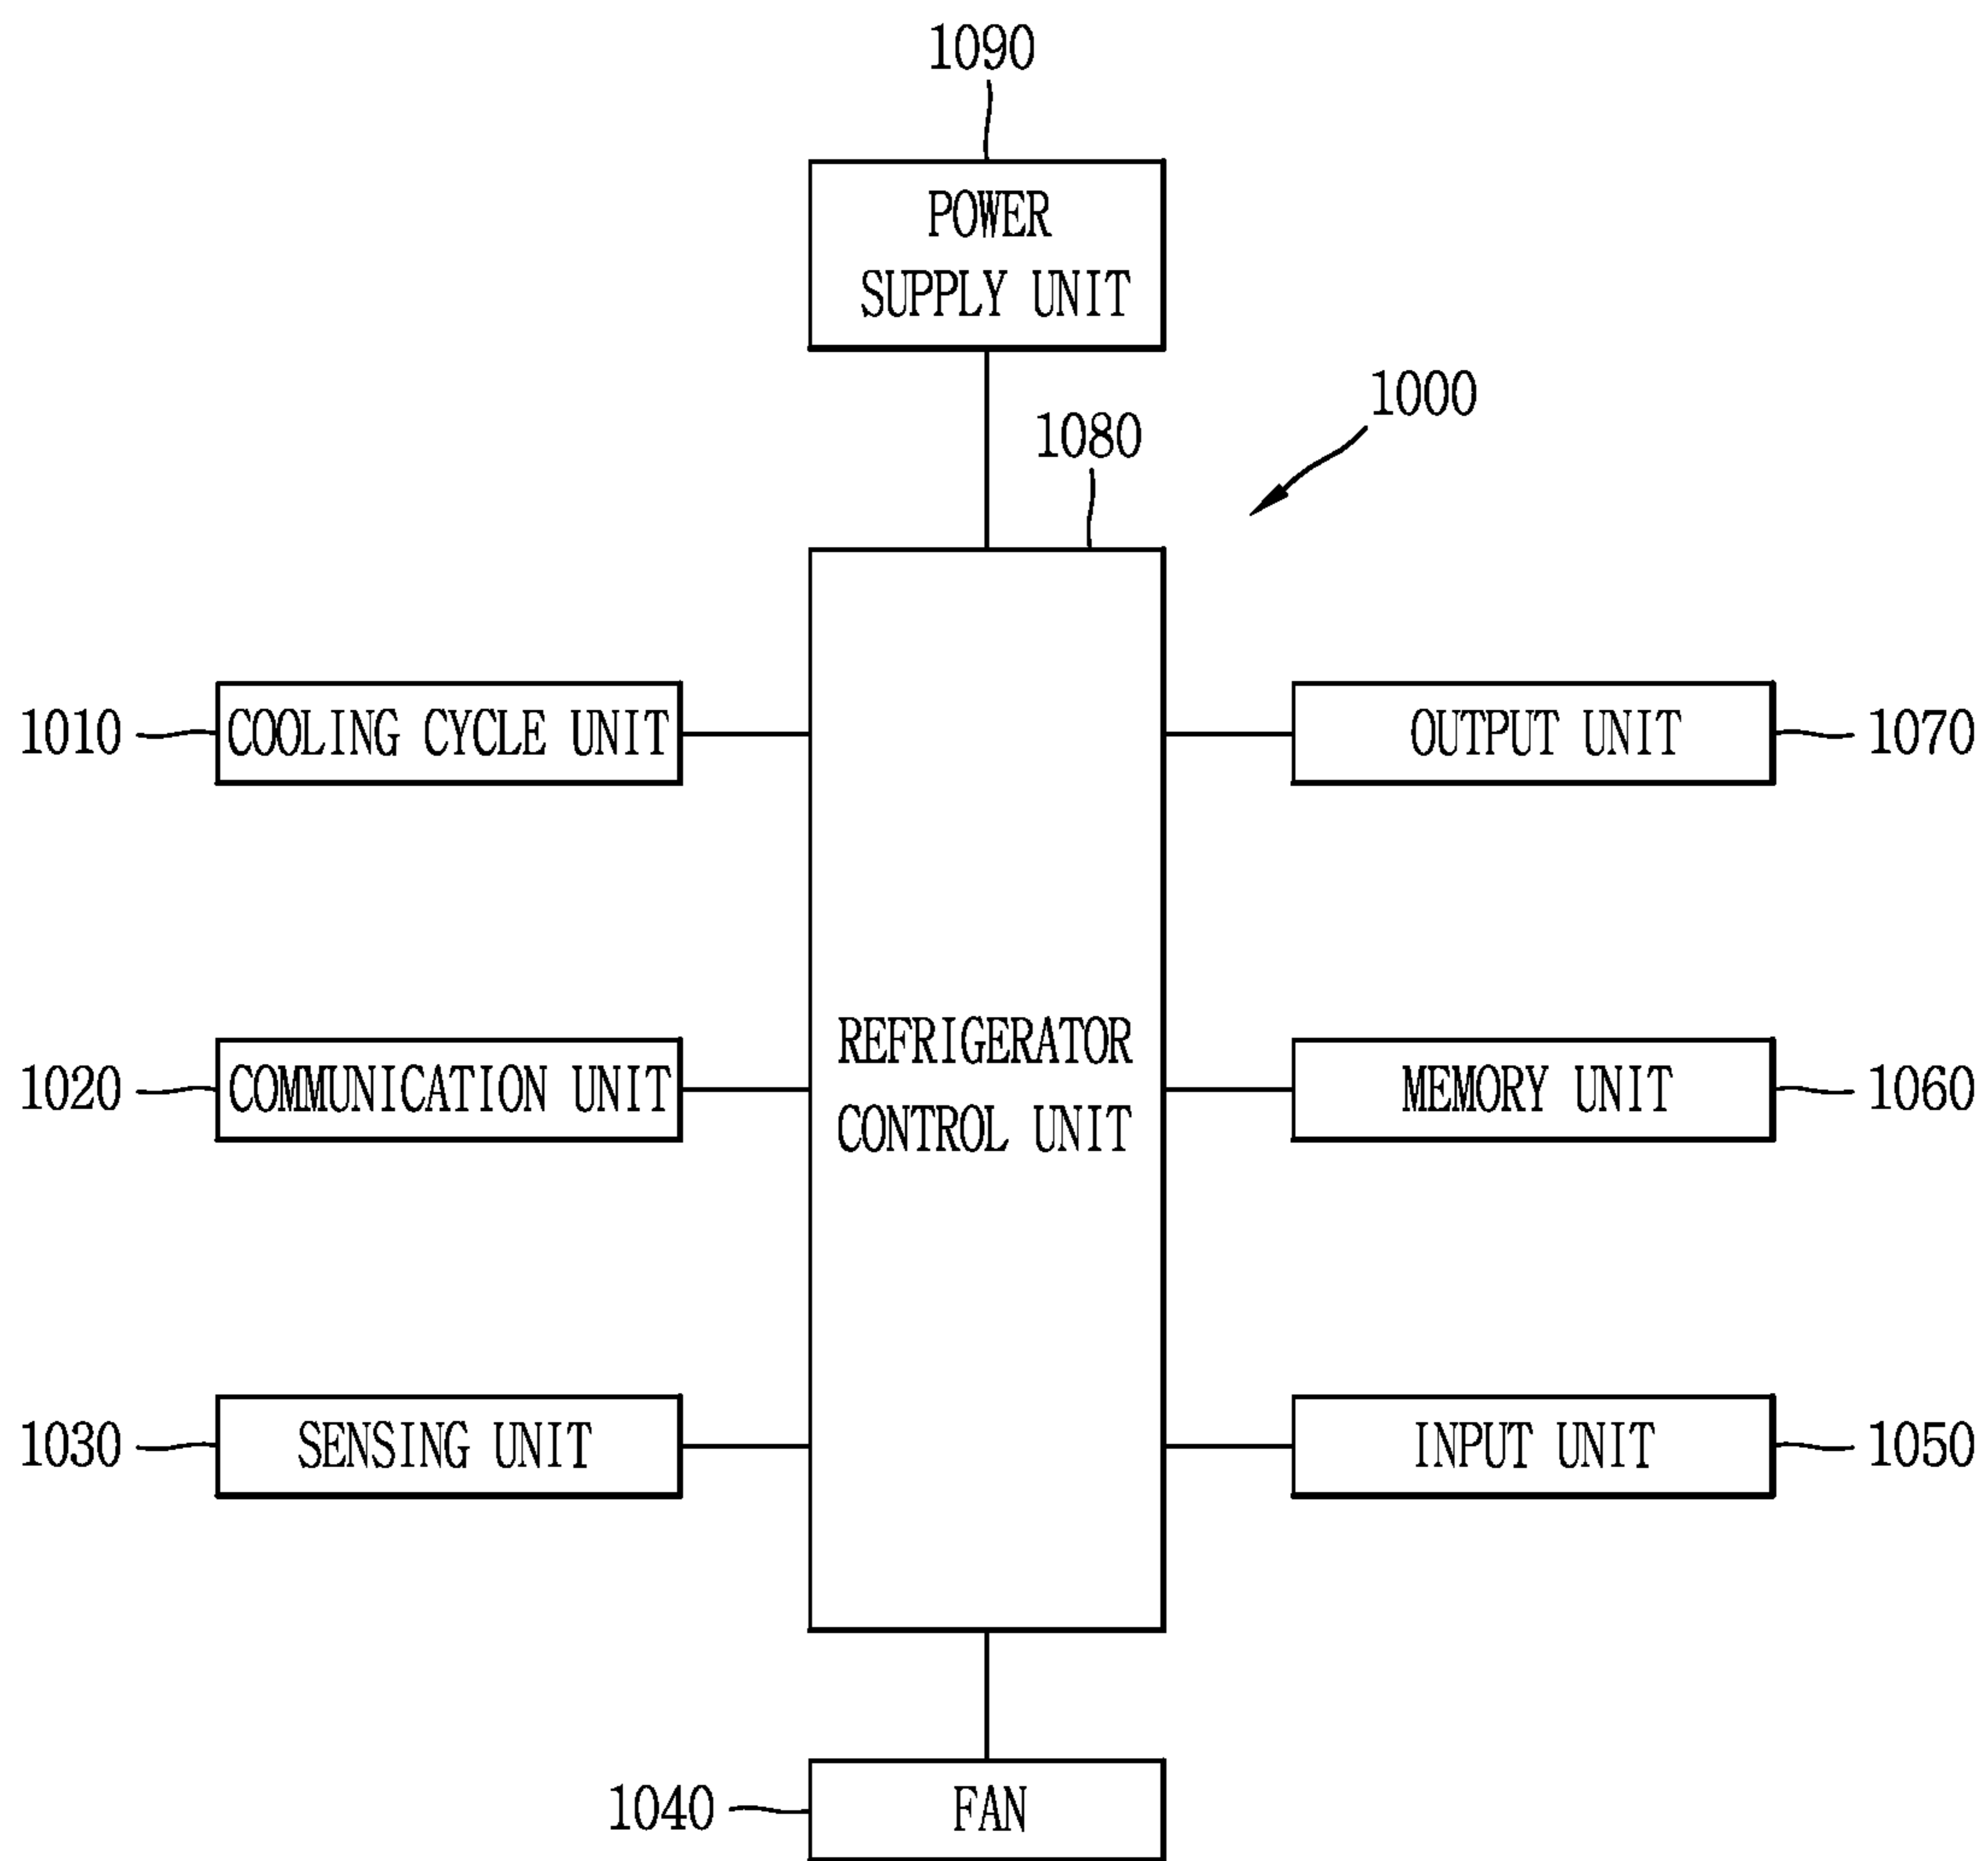 1090
POWER
SUPPLY UNIT
1000
1080
1010
COOLING CYCLE UNIT
OUTPUT UNIT
1070
REFRIGERATOR
CONTROL UNIT
1020
COMMUNICATION UNIT
MEMORY UNIT
1060
1030
SENSING UNIT
INPUT UNIT
1050
1040
FAN